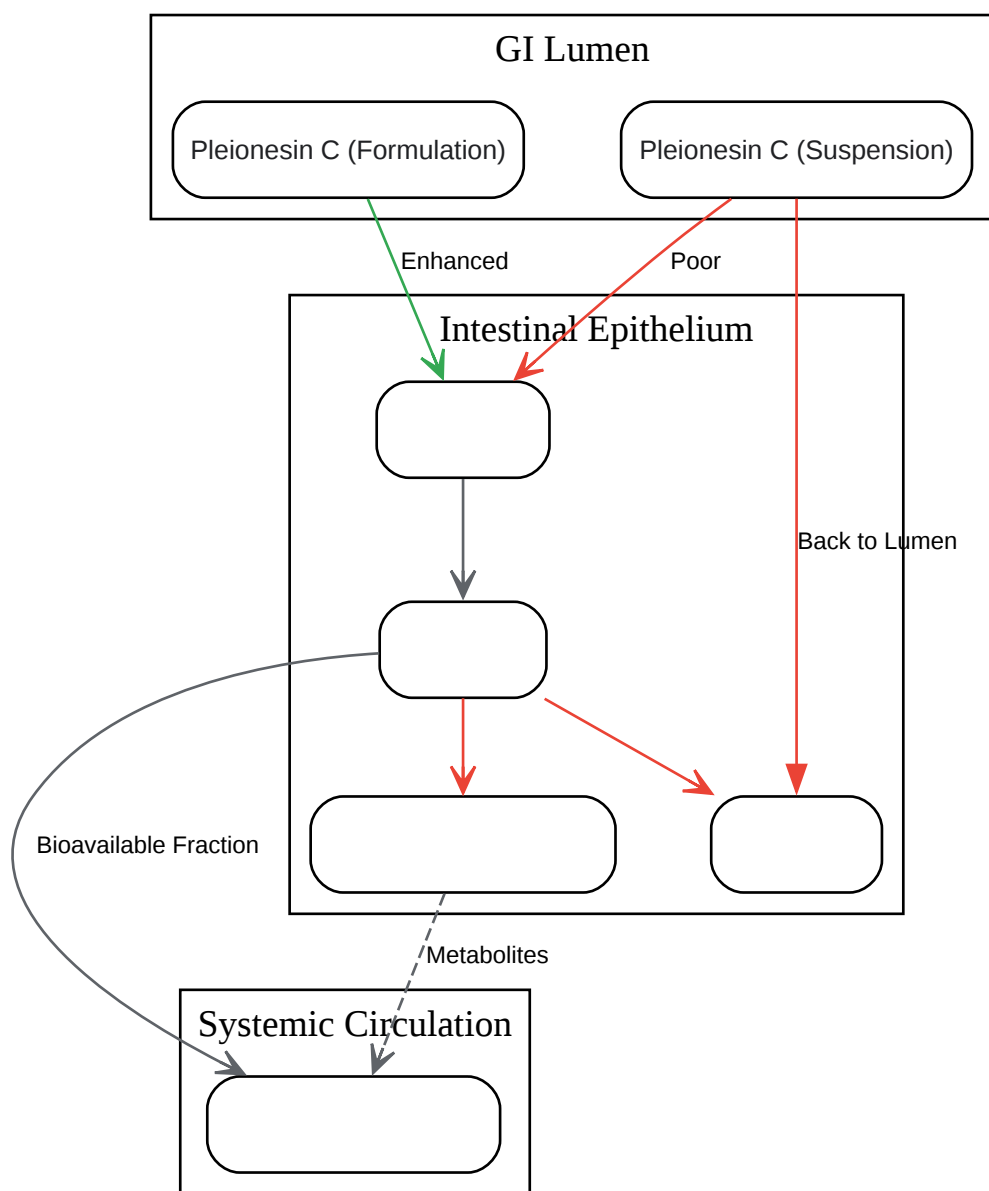 GI Lumen
Pleionesin C (Formulation)
Pleionesin C (Suspension)
Enhanced
Poor
Intestinal Epithelium
Back to Lumen
Bioavailable Fraction
Metabolites
Systemic Circulation